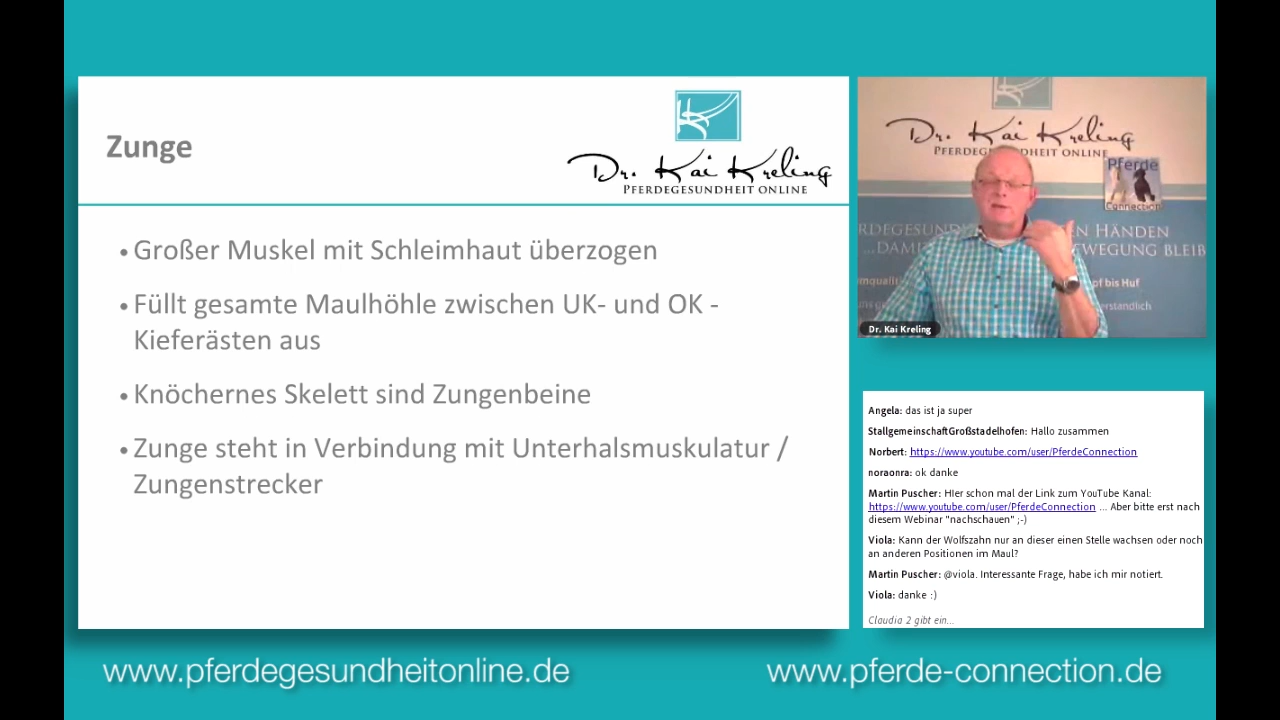 Zunge
Dr. Kai Kreling
PFERDEGESUNDHEIT ONLINE
• Großer Muskel mit Schleimhaut überzogen
• Füllt gesamte Maulhöhle zwischen UK- und OK -
Kieferästen aus
• Knöchernes Skelett sind Zungenbeine
• Zunge steht in Verbindung mit Unterhalsmuskulatur /
Zungenstrecker
Dr. Kai Kreling
Pferde
Connection
HÄNDEN
Dr. Kai Kreling
Angela: das ist ja super
StallgemeinschaftGroßstadelhofen: Hallo zusammen
Norbert: https://www.youtube.com/user/PferdeConnection
noraonra: ok danke
Martin Puscher: HIer schon mal der Link zum YouTube Kanal:
https://www.youtube.com/user/PferdeConnection ... Aber bitte erst nach
diesem Webinar "nachschauen" ;-)
Viola: Kann der Wolfszahn nur an dieser einen Stelle wachsen oder noch
an anderen Positionen im Maul?
Martin Puscher: @viola. Interessante Frage, habe ich mir notiert.
Viola: danke :)
Claudia 2 gibt ein...
www.pferdegesundheitonline.de
www.pferde-connection.de